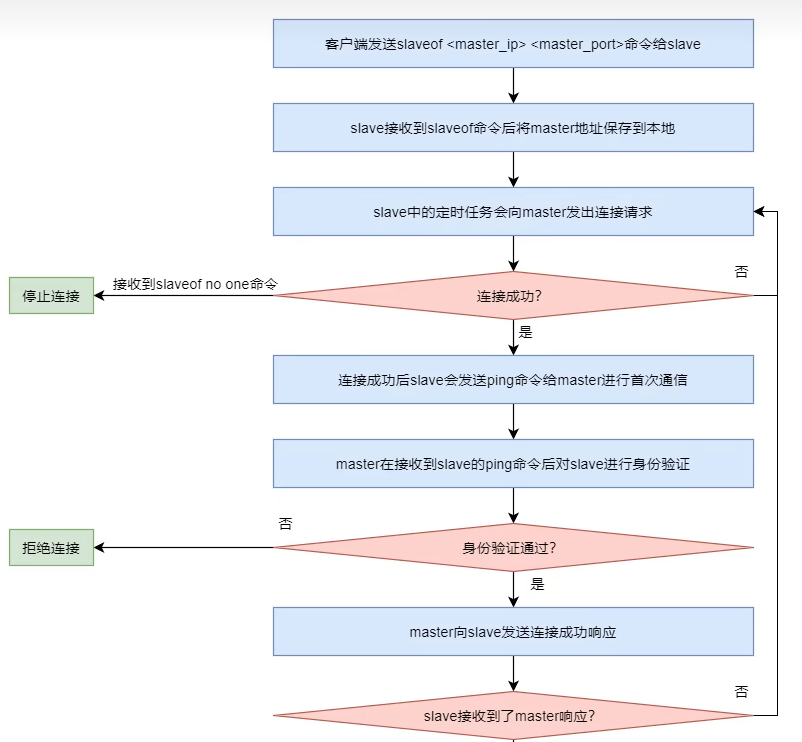 客户端发送slaveof <master_ip> <master_port>命令给slave
slave接收到slaveof命令后将master地址保存到本地
slave中的定时任务会向master发出连接请求
否
接收到slaveof no one命令
停止连接
连接成功?
是
连接成功后slave会发送ping命令给master进行首次通信
master在接收到slave的ping命令后对slave进行身份验证
否
拒绝连接
身份验证通过?
是
master向slave发送连接成功响应
否
slave接收到了master响应?